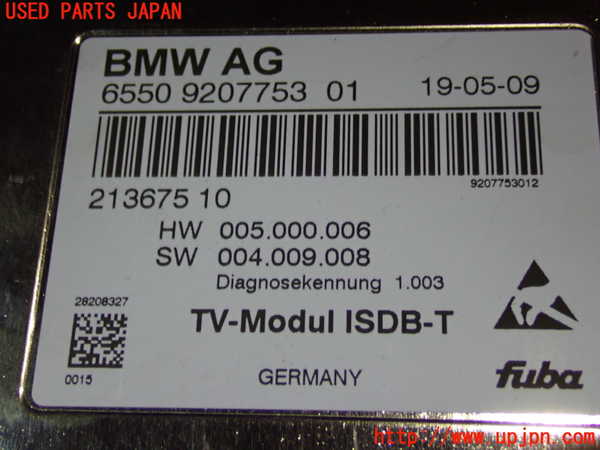 USED PARTS JAPAN
BMW AG
6550 9207753 01 19-05-09
9207753012
213675 10
HW 005.000.006
SW 004.009.008
Diagnosekennung 1.003
28208327
TV-Modul ISDB-T
0015
GERMANY
fuba
http://www.upjpn.com/